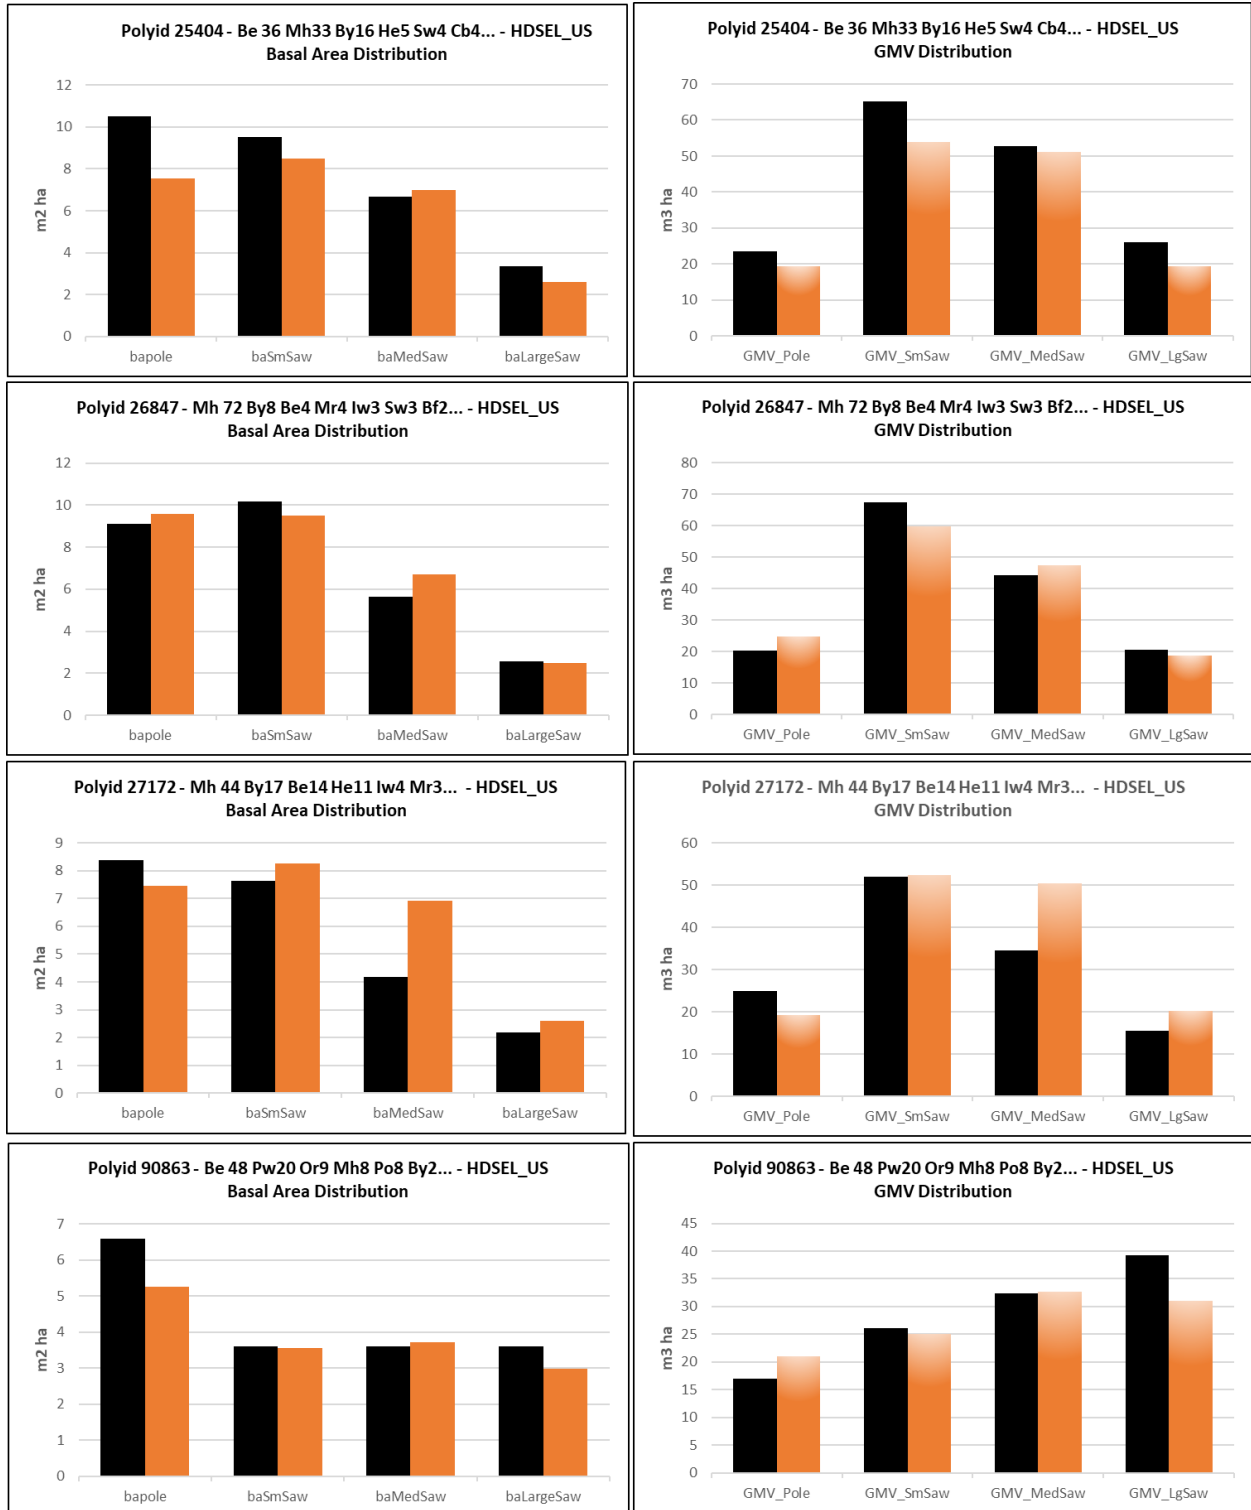 Polyid 25404 - Be 36 Mh33 By16 He5 Sw4 Cb4... - HDSEL_US
Basal Area Distribution
12
10
8
6
4
2
0
m2 ha
bapole baSmSaw baMedSaw baLargeSaw
Polyid 25404 - Be 36 Mh33 By16 He5 Sw4 Cb4... - HDSEL_US
GMV Distribution
70
60
50
40
30
20
10
0
m3 ha
GMV_Pole GMV_SmSaw GMV_MedSaw GMV_LgSaw
Polyid 26847 - Mh 72 By8 Be4 Mr4 Iw3 Sw3 Bf2... - HDSEL_US
Basal Area Distribution
12
10
8
6
4
2
0
m2 ha
bapole baSmSaw baMedSaw baLargeSaw
Polyid 26847 - Mh 72 By8 Be4 Mr4 Iw3 Sw3 Bf2... - HDSEL_US
GMV Distribution
80
70
60
50
40
30
20
10
0
m3 ha
GMV_Pole GMV_SmSaw GMV_MedSaw GMV_LgSaw
Polyid 27172 - Mh 44 By17 Be14 He11 Iw4 Mr3... - HDSEL_US
Basal Area Distribution
9
8
7
6
5
4
3
2
1
0
m2 ha
bapole baSmSaw baMedSaw baLargeSaw
Polyid 27172 - Mh 44 By17 Be14 He11 Iw4 Mr3... - HDSEL_US
GMV Distribution
60
50
40
30
20
10
0
m3 ha
GMV_Pole GMV_SmSaw GMV_MedSaw GMV_LgSaw
Polyid 90863 - Be 48 Pw20 Or9 Mh8 Po8 By2... - HDSEL_US
Basal Area Distribution
7
6
5
4
3
2
1
0
m2 ha
bapole baSmSaw baMedSaw baLargeSaw
Polyid 90863 - Be 48 Pw20 Or9 Mh8 Po8 By2... - HDSEL_US
GMV Distribution
45
40
35
30
25
20
15
10
5
0
m3 ha
GMV_Pole GMV_SmSaw GMV_MedSaw GMV_LgSaw